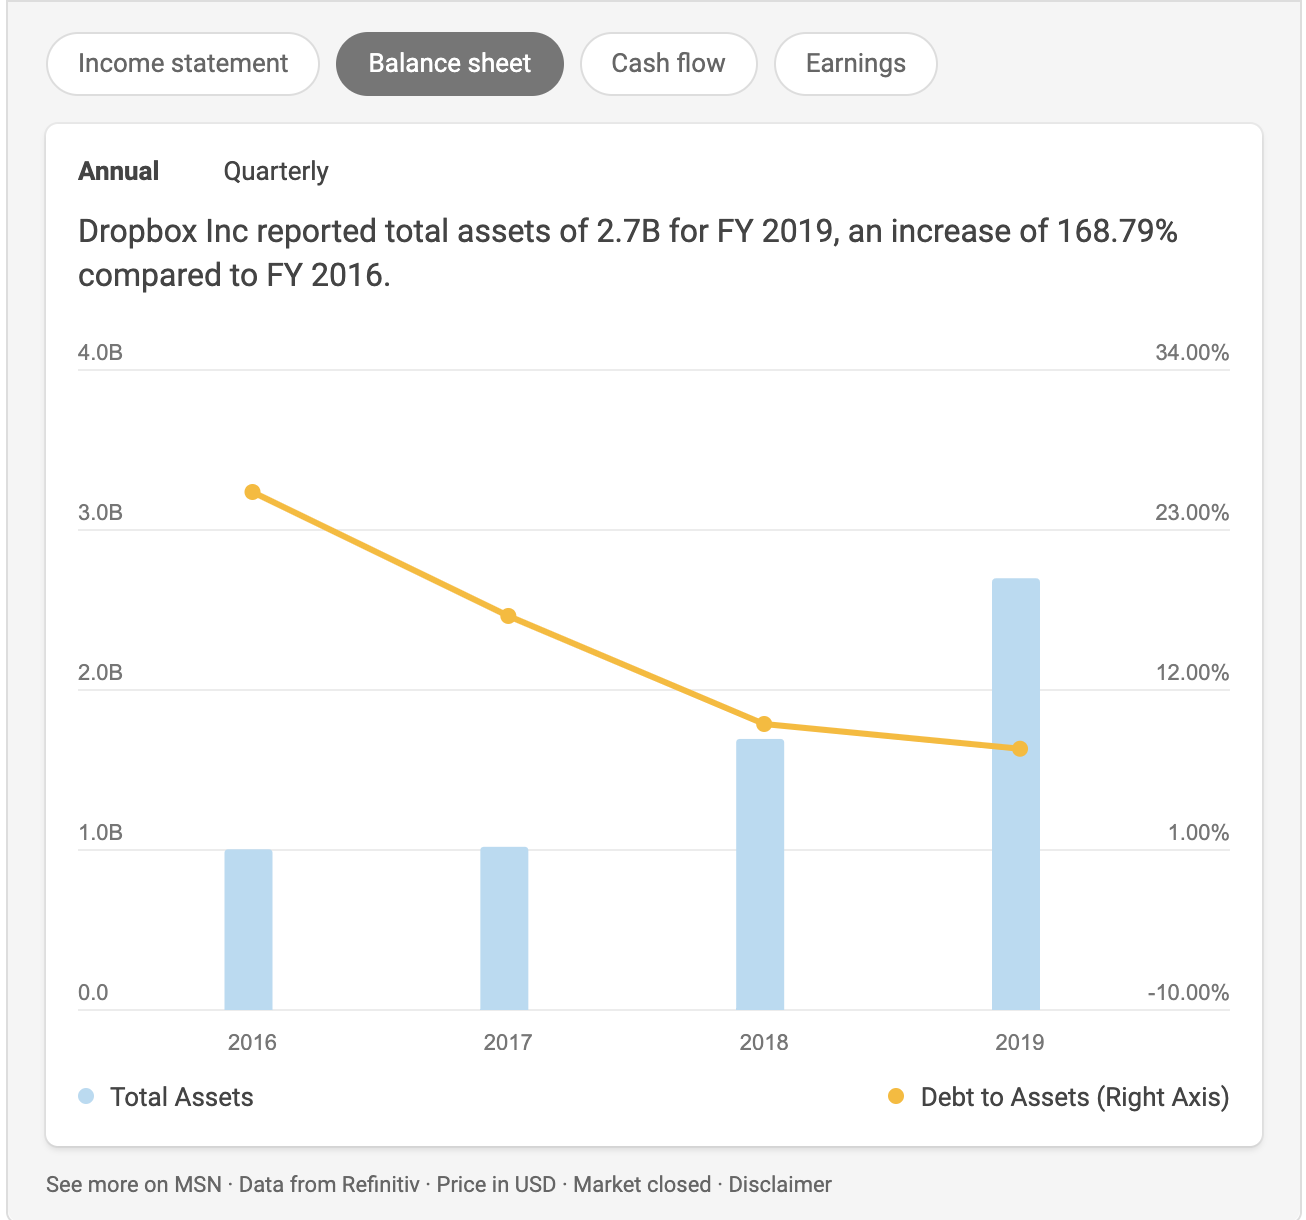 Income statement
Balance sheet
Cash flow
Earnings
Annual
Quarterly
Dropbox Inc reported total assets of 2.7B for FY 2019, an increase of 168.79%
compared to FY 2016.
4.0B
34.00%
3.0B
23.00%
2.0B
12.00%
1.0B
1.00%
0.0
-10.00%
2016
2017
2018
2019
Total Assets
Debt to Assets (Right Axis)
See more on MSN · Data from Refinitiv · Price in USD · Market closed · Disclaimer